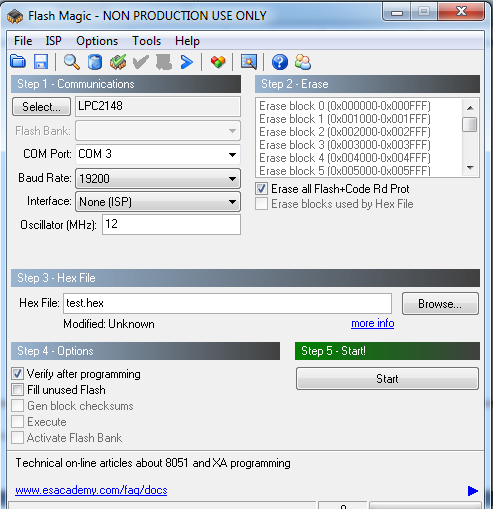 Flash Magic - NON PRODUCTION USE ONLY
File ISP Options Tools Help
Step 1 - Communications
Select... LPC2148
Flash Bank:
COM Port: COM 3
Baud Rate: 19200
Interface: None (ISP)
Oscillator (MHz): 12
Step 2 - Erase
Erase block 0 (0x000000-0x000FFF)
Erase block 1 (0x001000-0x001FFF)
Erase block 2 (0x002000-0x002FFF)
Erase block 3 (0x003000-0x003FFF)
Erase block 4 (0x004000-0x004FFF)
Erase block 5 (0x005000-0x005FFF)
Erase all Flash+Code Rd Prot
Erase blocks used by Hex File
Step 3 - Hex File
Hex File: test.hex Browse...
Modified: Unknown more info
Step 4 - Options
Verify after programming
Fill unused Flash
Gen block checksums
Execute
Activate Flash Bank
Step 5 - Start!
Start
Technical on-line articles about 8051 and XA programming
www.esacademy.com/faq/docs